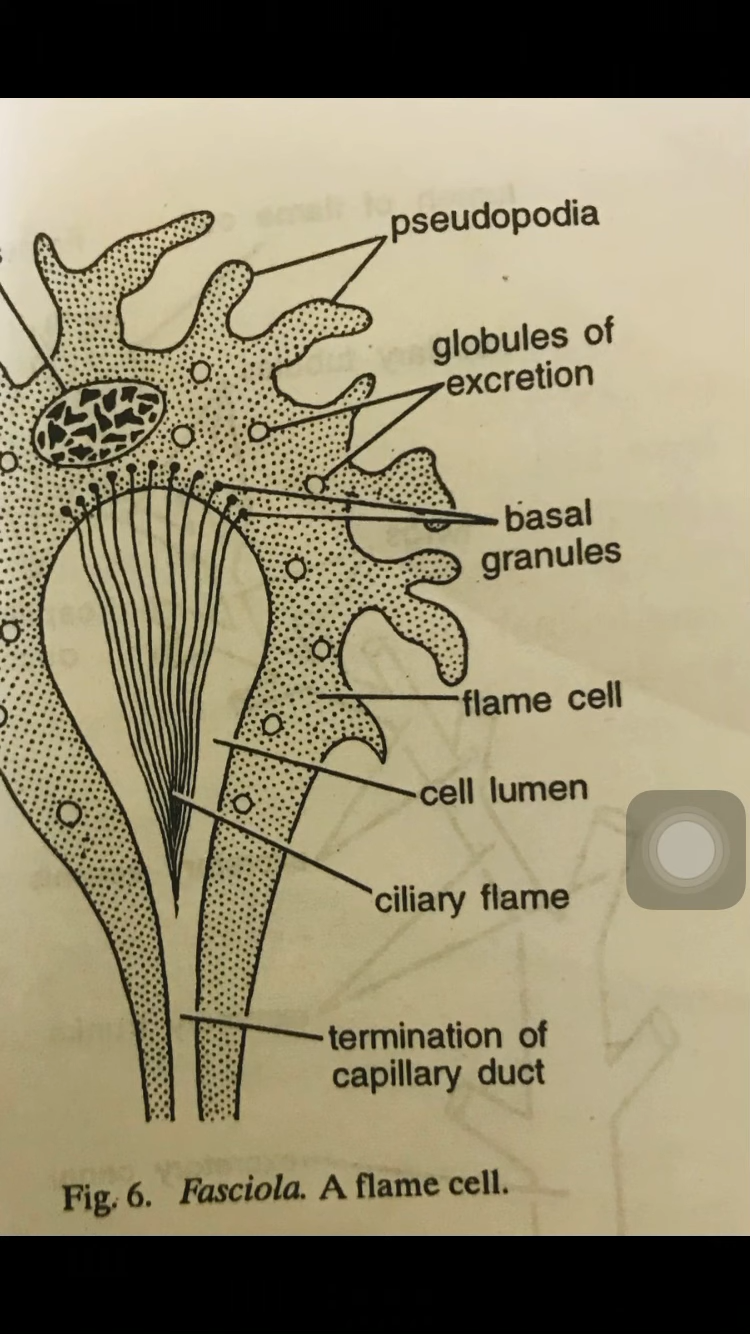 pseudopodia
globules of
excretion
basal
granules
flame cell
cell lumen
ciliary flame
termination of
capillary duct
Fig. 6. Fasciola. A flame cell.